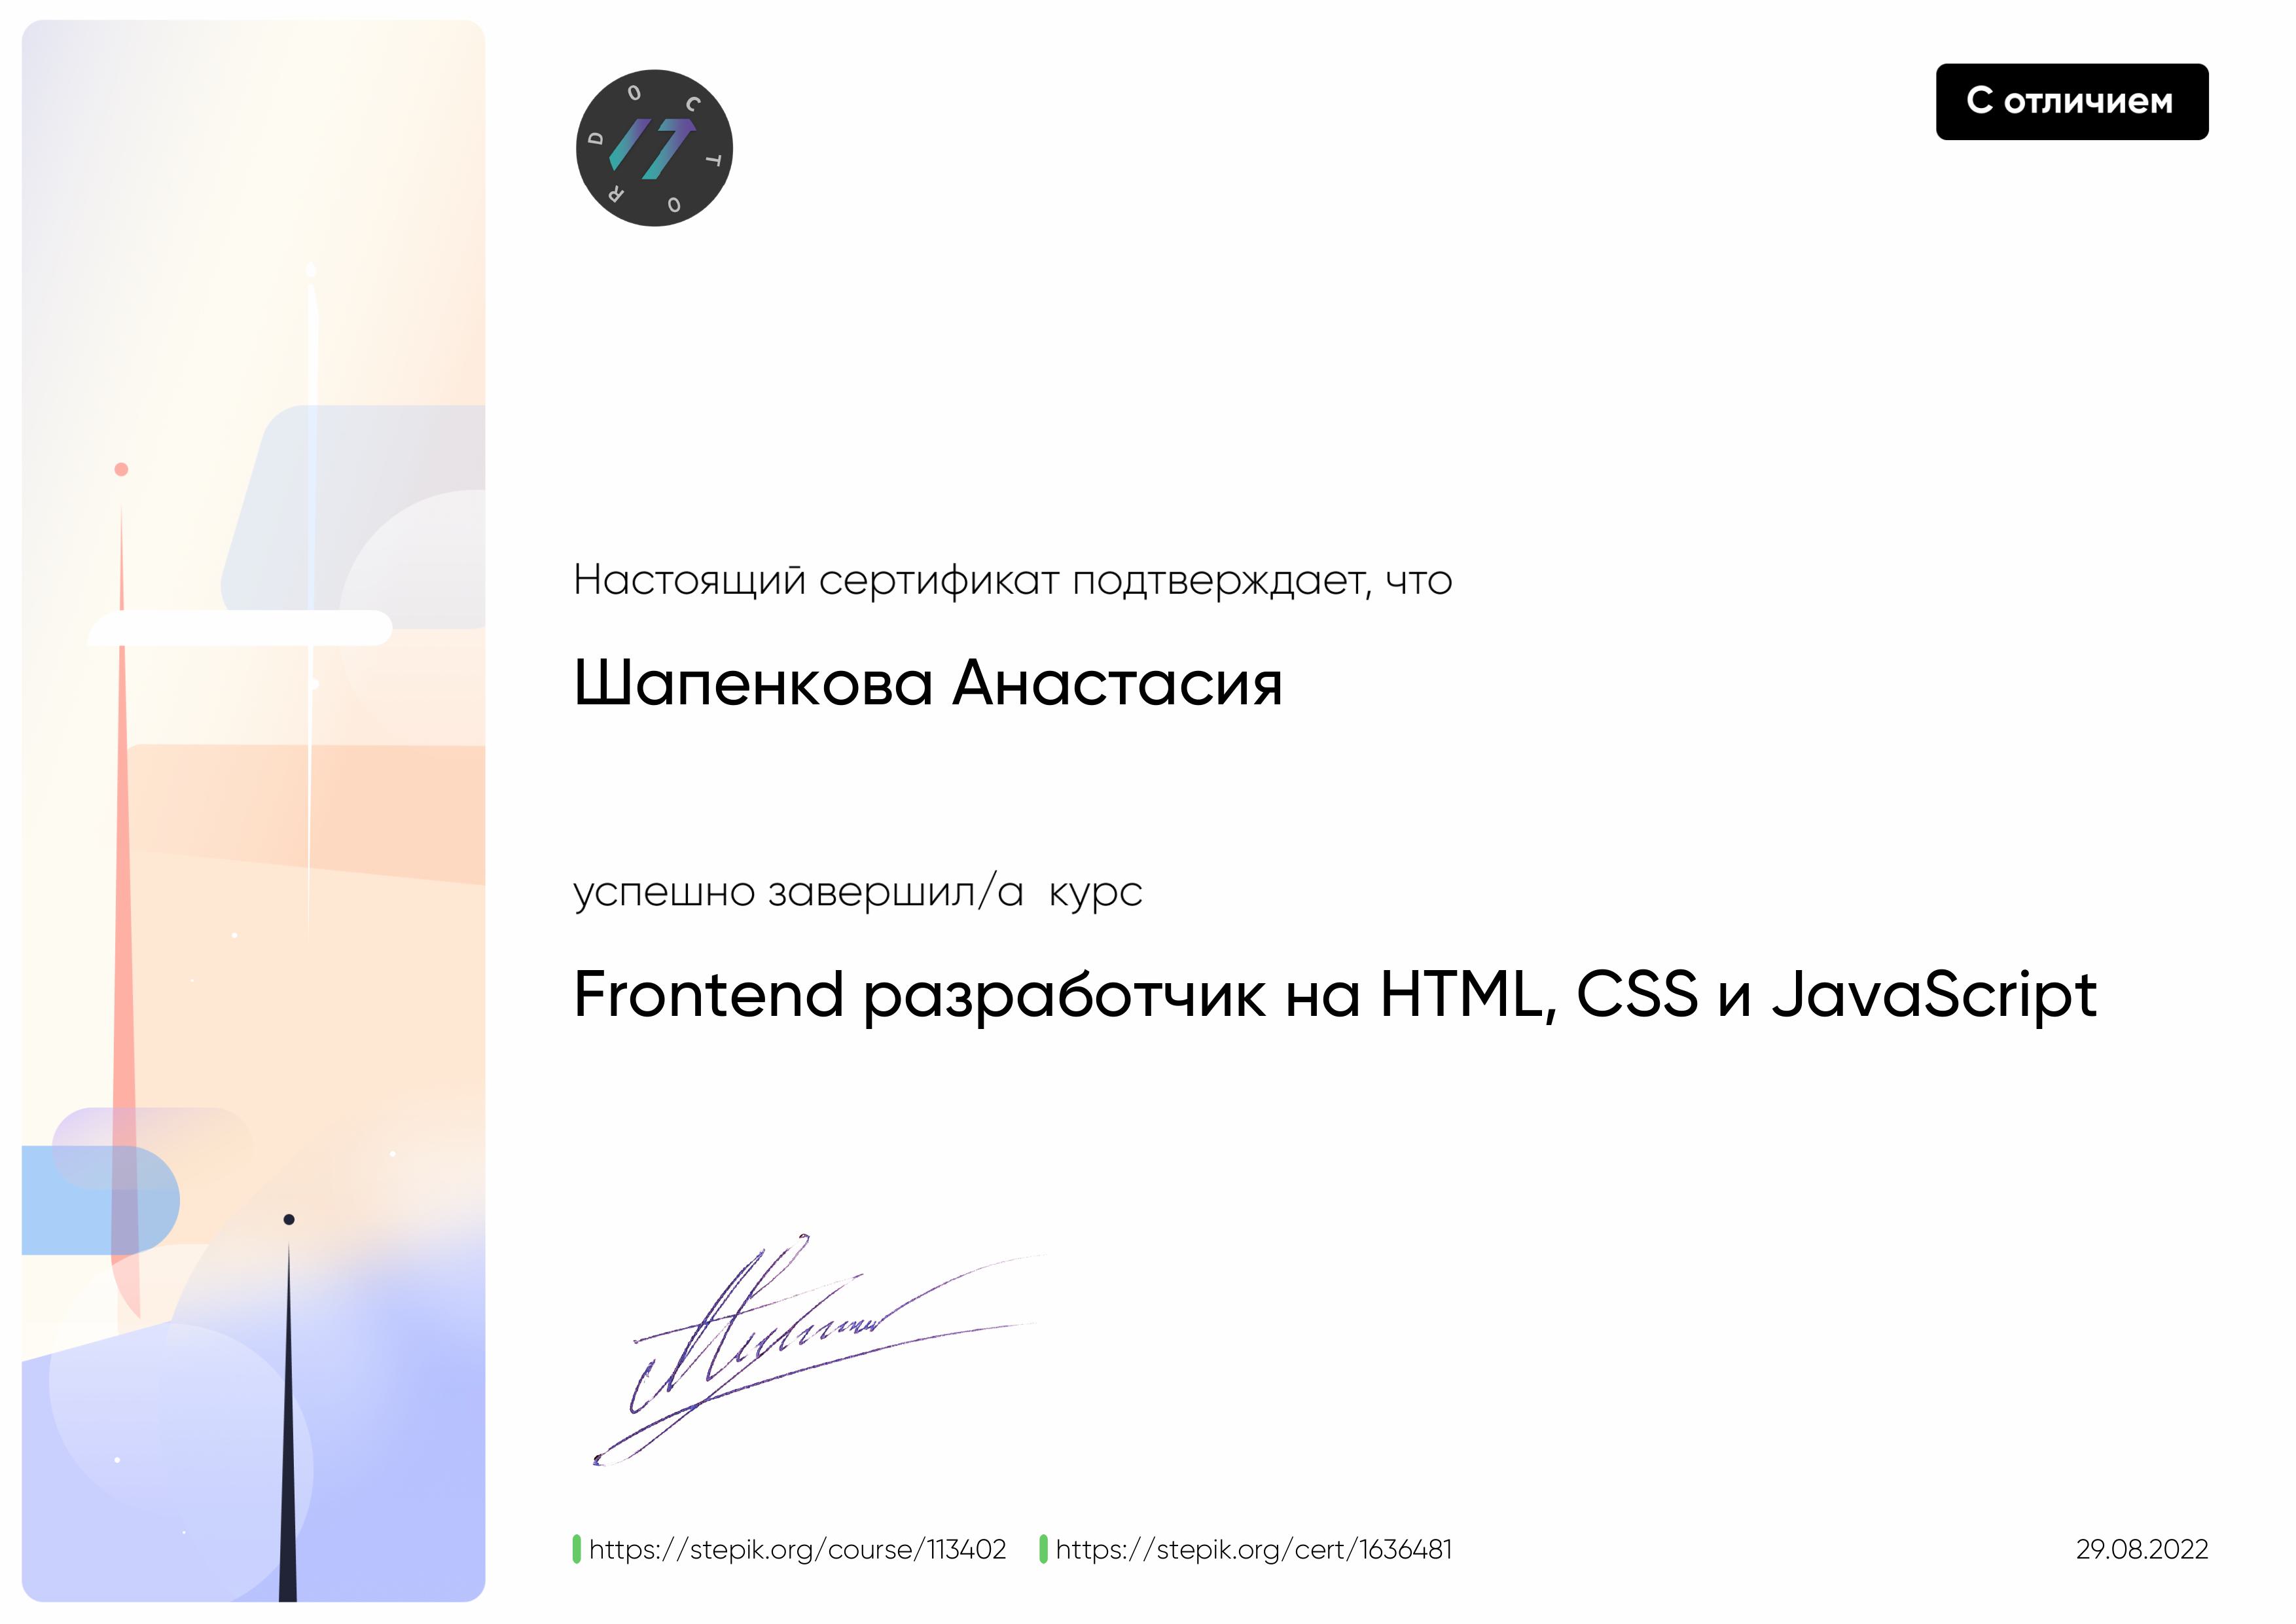 DOCTOR
С отличием
Настоящий сертификат подтверждает, что
Шапенкова Анастасия
успешно завершил/а курс
Frontend разработчик на HTML, CSS и JavaScript
https://stepik.org/course/113402 https://stepik.org/cert/1636481
29.08.2022